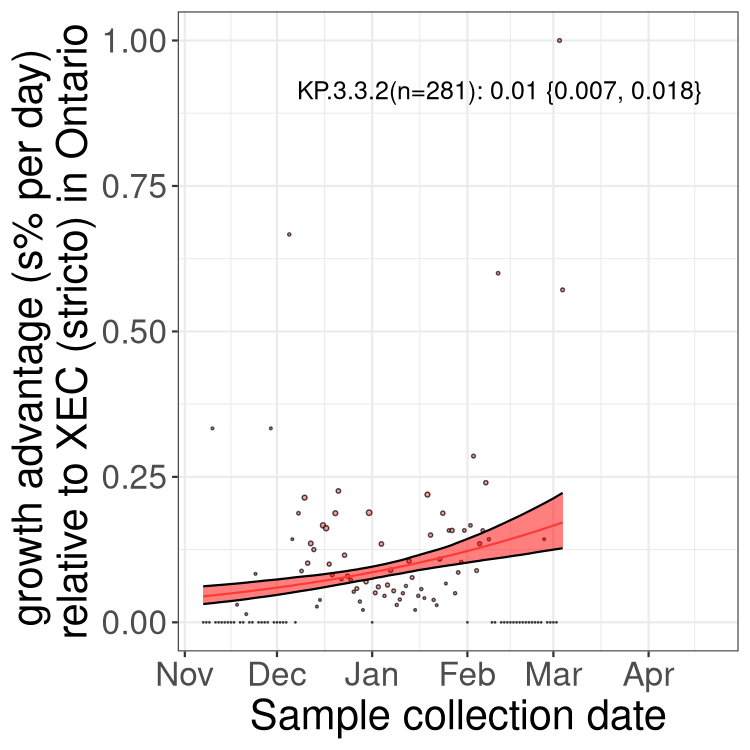 growth advantage (s% per day)
relative to XEC (stricto) in Ontario
1.00
0.75
0.50
0.25
0.00
KP.3.3.2(n=281): 0.01 {0.007, 0.018}
Nov Dec Jan Feb Mar Apr
Sample collection date